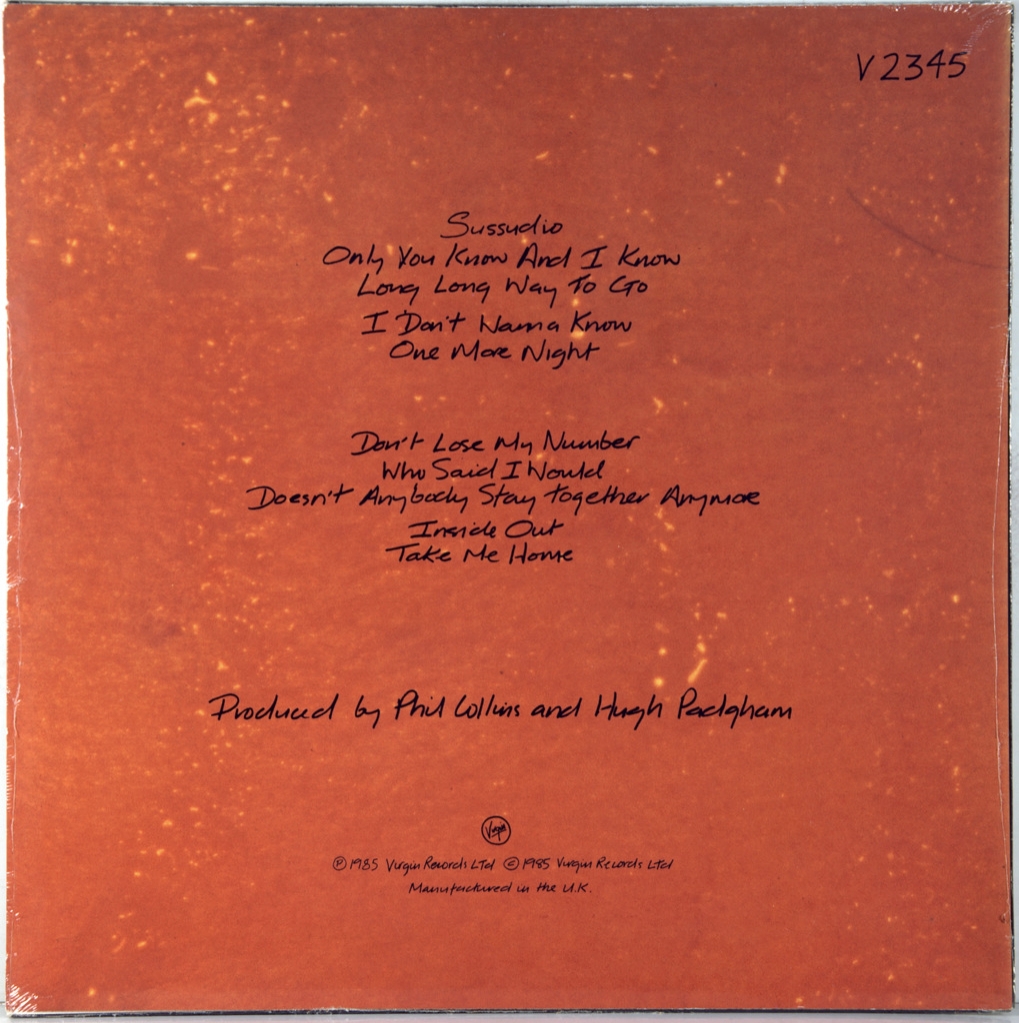 V2345
Sussudio
Only You Know And I Know
Long Long Way To Go
I Don't Wanna Know
One More Night
Don't Lose My Number
Who Said I Would
Doesn't Anybody Stay Together Anymore
Inside Out
Take Me Home
Produced by Phil Collins and Hugh Padgham
Virgin
℗ 1985 Virgin Records Ltd © 1985 Virgin Records Ltd
Manufactured in the U.K.